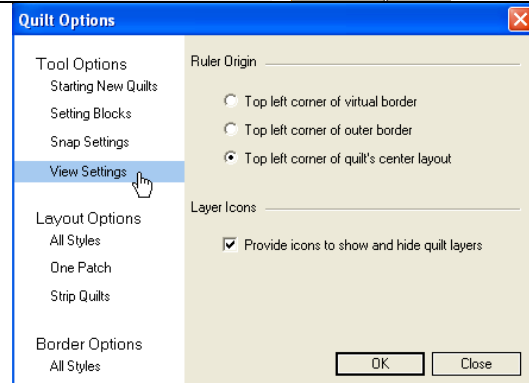 Quilt Options
Tool Options
Starting New Quilts
Setting Blocks
Snap Settings
View Settings
Layout Options
All Styles
One Patch
Strip Quilts
Border Options
All Styles
Ruler Origin
Top left corner of virtual border
Top left corner of outer border
Top left corner of quilt's center layout
Layer Icons
Provide icons to show and hide quilt layers
OK
Close